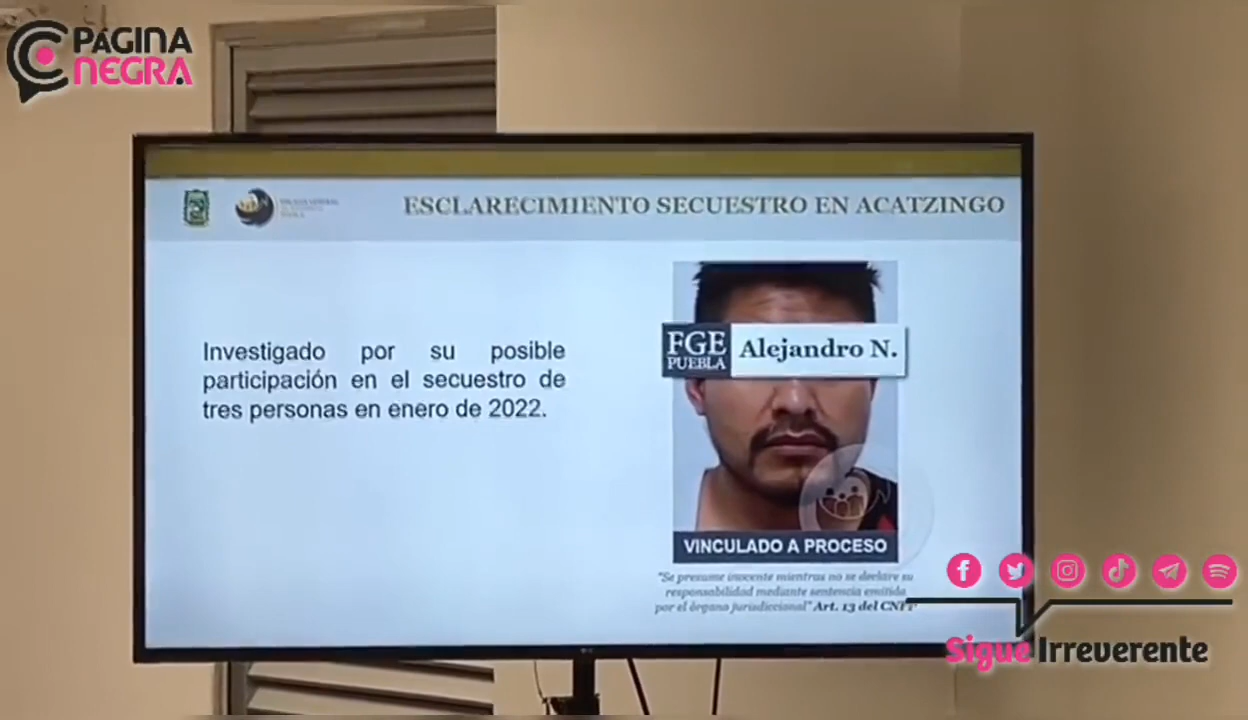 PÁGINA
NEGRA.
ESCLARECIMIENTO SECUESTRO EN ACATZINGO
Investigado por su posible
participación en el secuestro de
tres personas en enero de 2022.
FGE
PUEBLA
Alejandro N.
VINCULADO A PROCESO
"Se presume inocente mientras no se declare su
responsabilidad mediante sentencia emitida
por el órgano jurisdiccional" Art. 13 del CNPP
Sigue Irreverente